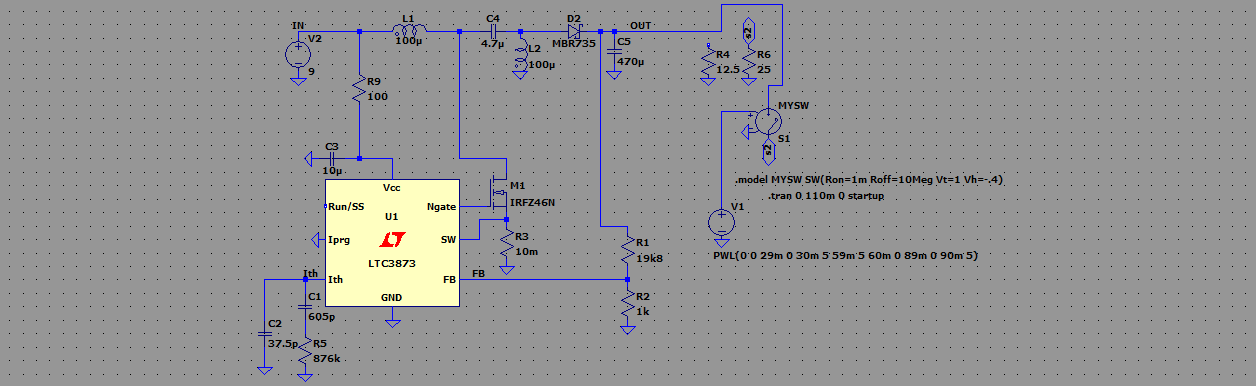 IN
V2
9
L1
100µ
C4
4.7µ
L2
100µ
D2
MBR735
OUT
C5
470µ
R4
12.5
s2
R6
25
R9
100
MYSW
S1
s2
C3
10µ
.model MYSW SW(Ron=1m Roff=10Meg Vt=1 Vh=-.4)
.tran 0 110m 0 startup
Vcc
Run/SS
U1
Ngate
M1
IRFZ46N
Iprg
SW
R3
10m
LTC3873
V1
PWL(0 0 29m 0 30m 5 59m 5 60m 0 89m 0 90m 5)
R1
19k8
Ith
Ith
FB
FB
GND
R2
1k
C1
605p
C2
37.5p
R5
876k